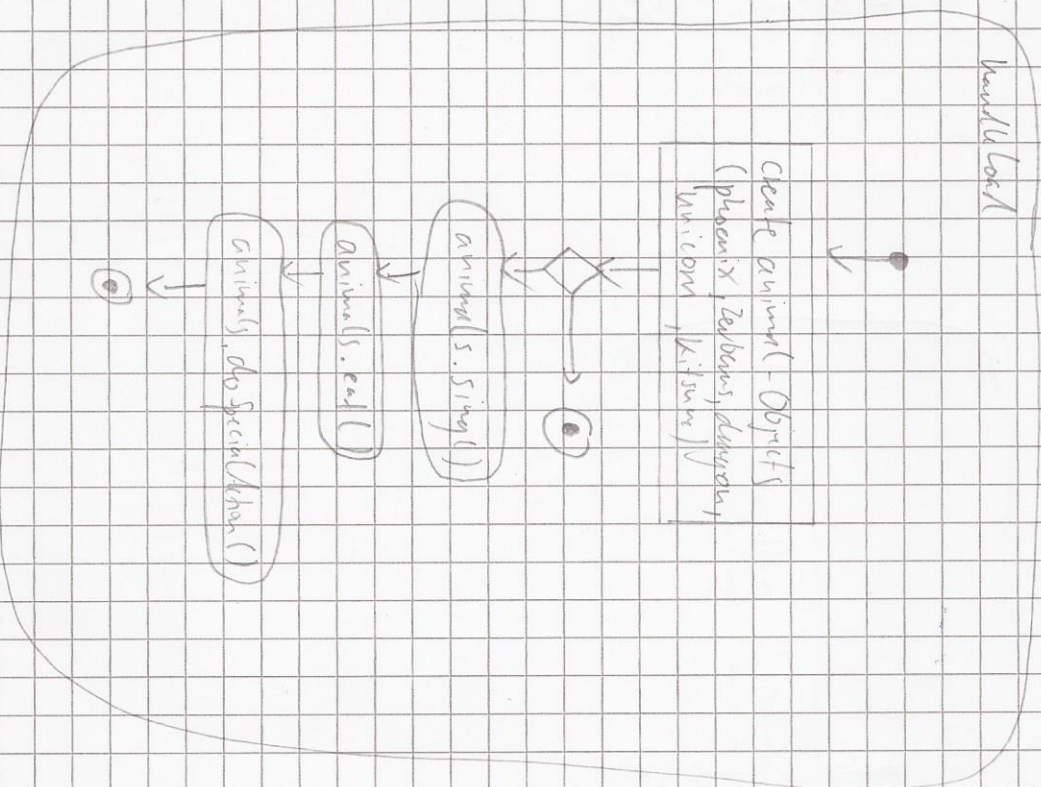 handleLoad
Create animal-Objects
(phoenix, Zerberus, dragon,
unicorn, kitsune)
animals.sing()
animals.eat()
animals.doSpecialAction()